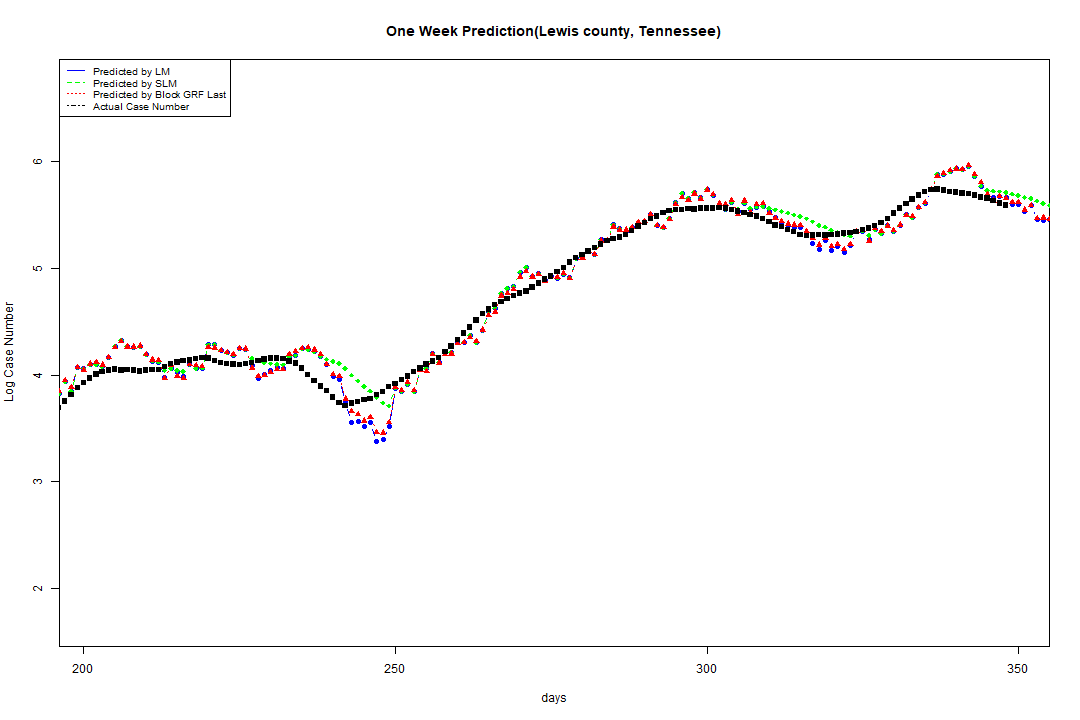 One Week Prediction(Lewis county, Tennessee)
Predicted by LM
Predicted by SLM
Predicted by Block GRF Last
Actual Case Number
6
5
4
3
2
Log Case Number
200
250
300
350
days